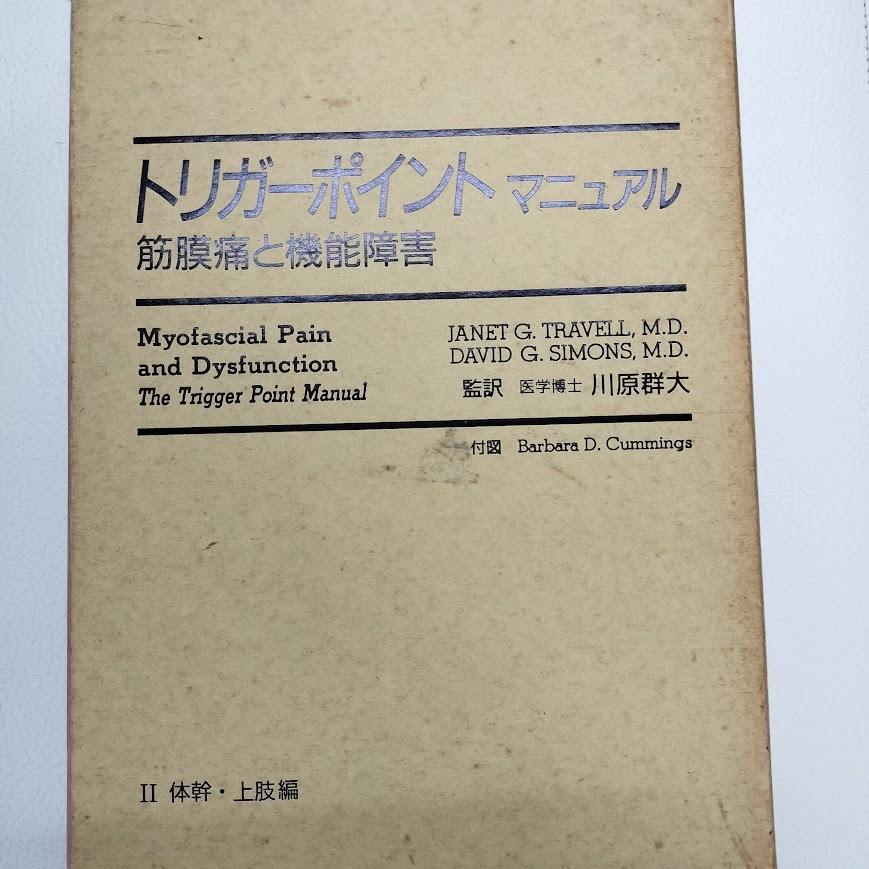 トリガーポイント マニュアル
筋膜痛と機能障害
Myofascial Pain
and Dysfunction
The Trigger Point Manual
JANET G. TRAVELL, M.D.
DAVID G. SIMONS, M.D.
監訳 医学博士 川原群大
付図 Barbara D. Cummings
II 体幹・上肢編